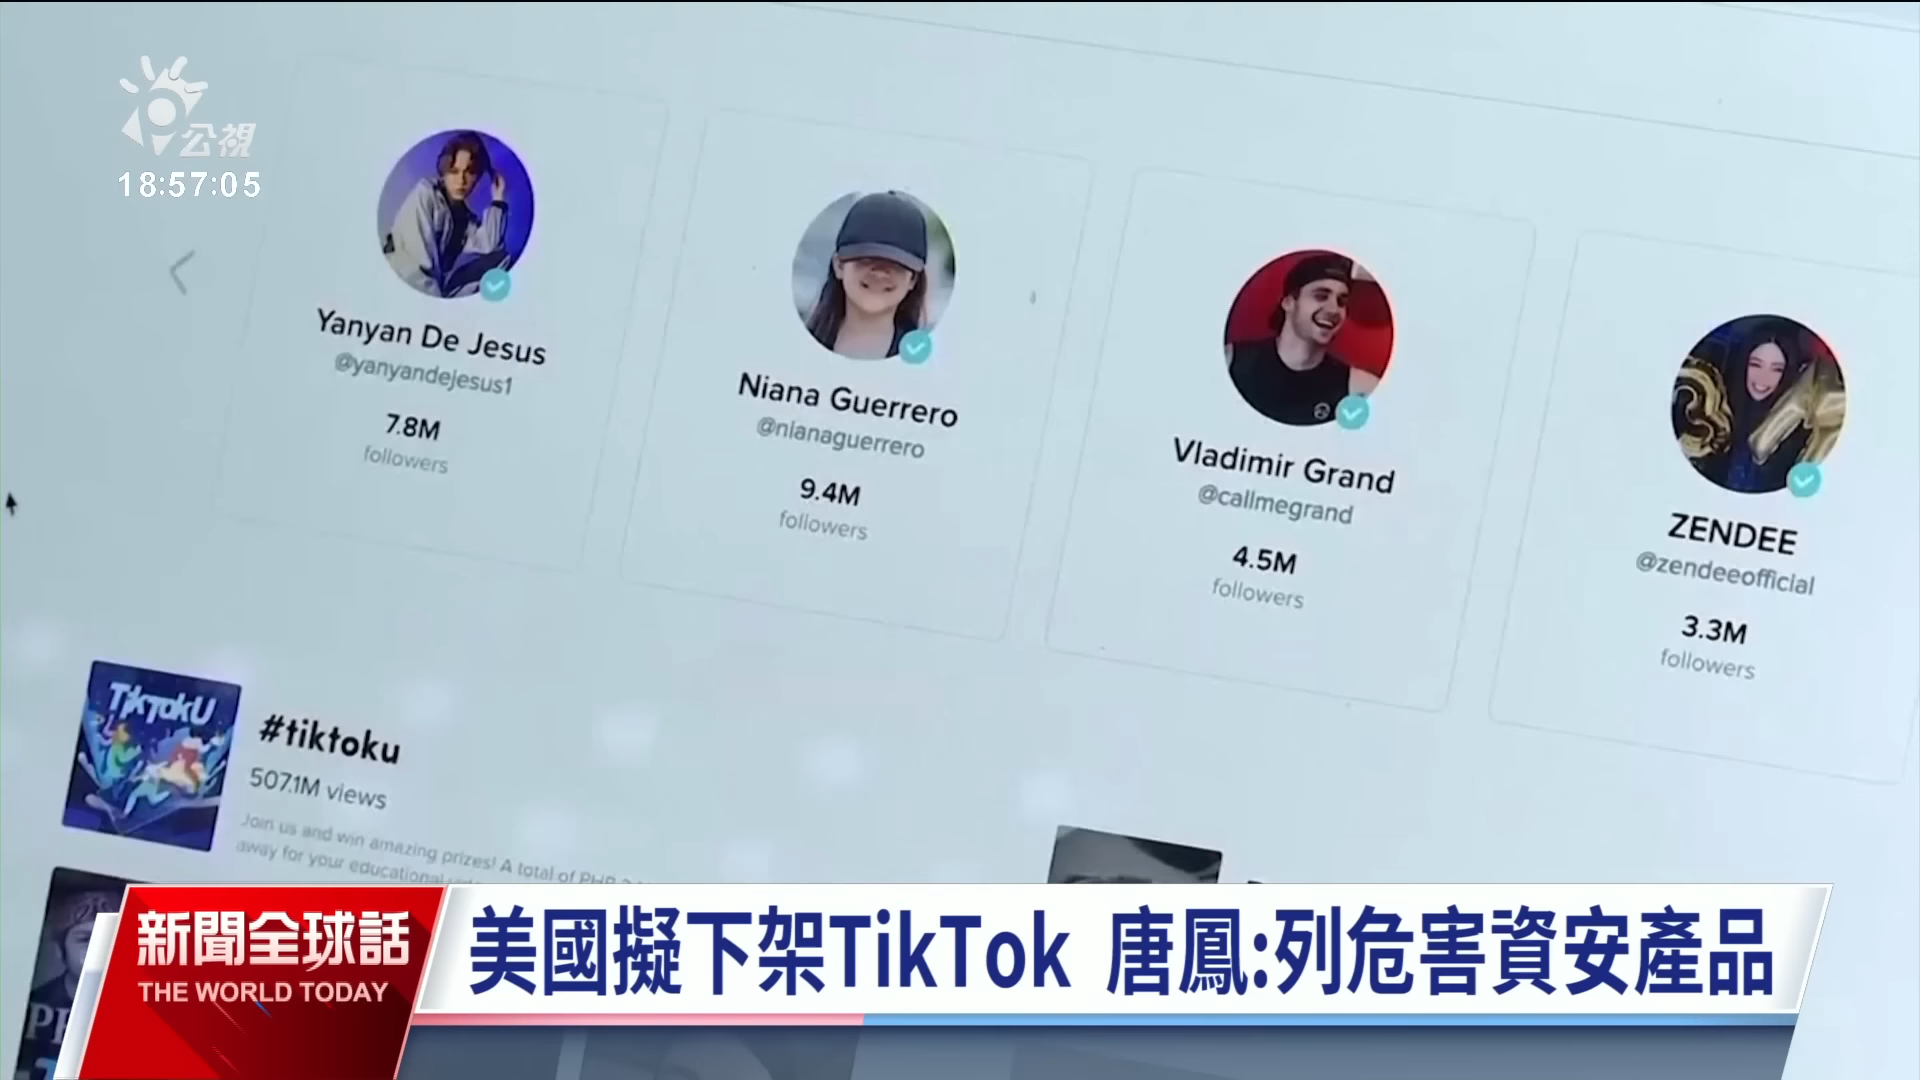 公視
18:57:05
Yanyan De Jesus
@yanyandejesus1
7.8M
followers
Niana Guerrero
@nianaguerrero
9.4M
followers
Vladimir Grand
@callmegrand
4.5M
followers
ZENDEE
@zendeeofficial
3.3M
followers
TikTokU
#tiktoku
507.1M views
Join us and win amazing prizes! A total of PHP
away for your educational
新聞全球話
THE WORLD TODAY
美國擬下架TikTok 唐鳳:列危害資安產品